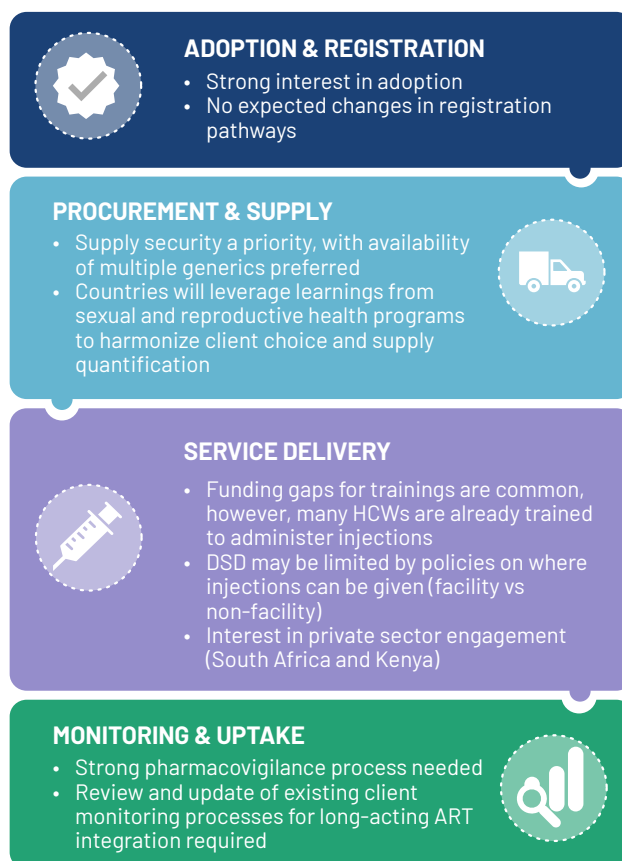 ADOPTION & REGISTRATION
• Strong interest in adoption
• No expected changes in registration
pathways
PROCUREMENT & SUPPLY
• Supply security a priority, with availability
of multiple generics preferred
• Countries will leverage learnings from
sexual and reproductive health programs
to harmonize client choice and supply
quantification
SERVICE DELIVERY
• Funding gaps for trainings are common,
however, many HCWs are already trained
to administer injections
• DSD may be limited by policies on where
injections can be given (facility vs
non-facility)
• Interest in private sector engagement
(South Africa and Kenya)
MONITORING & UPTAKE
• Strong pharmacovigilance process needed
• Review and update of existing client
monitoring processes for long-acting ART
integration required